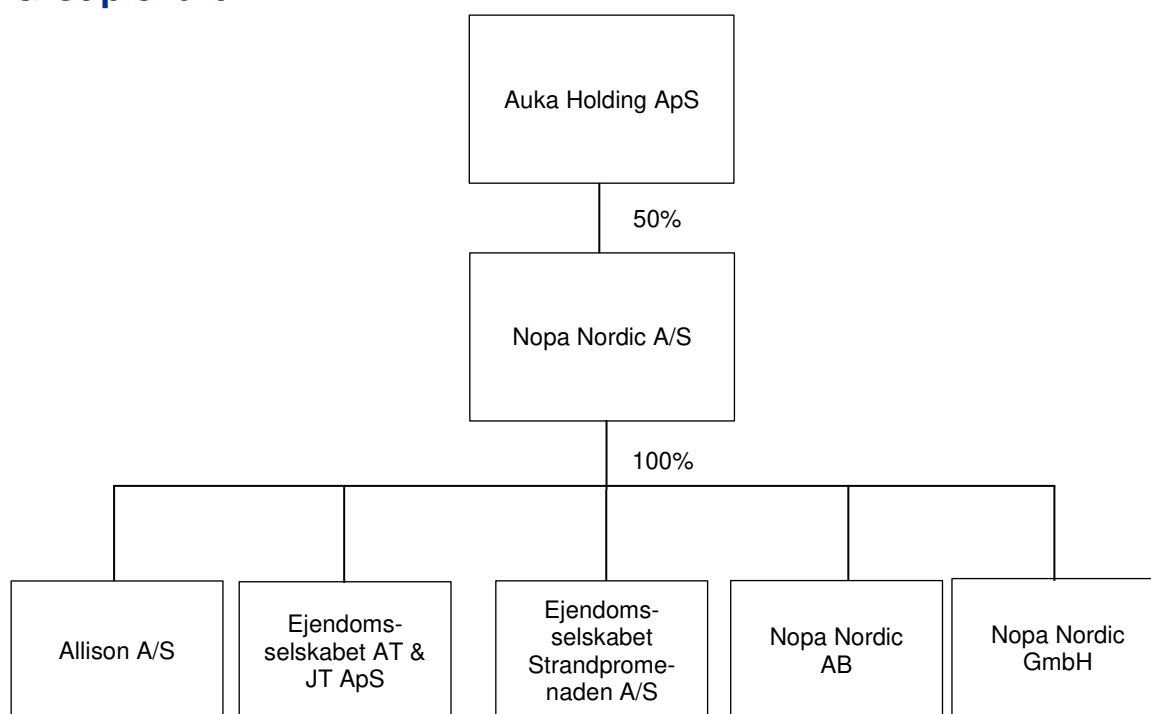 Auka Holding ApS
50%
Nopa Nordic A/S
100%
Allison A/S
Ejendoms-
selskabet AT &
JT ApS
Ejendoms-
selskabet
Strandprome-
naden A/S
Nopa Nordic
AB
Nopa Nordic
GmbH